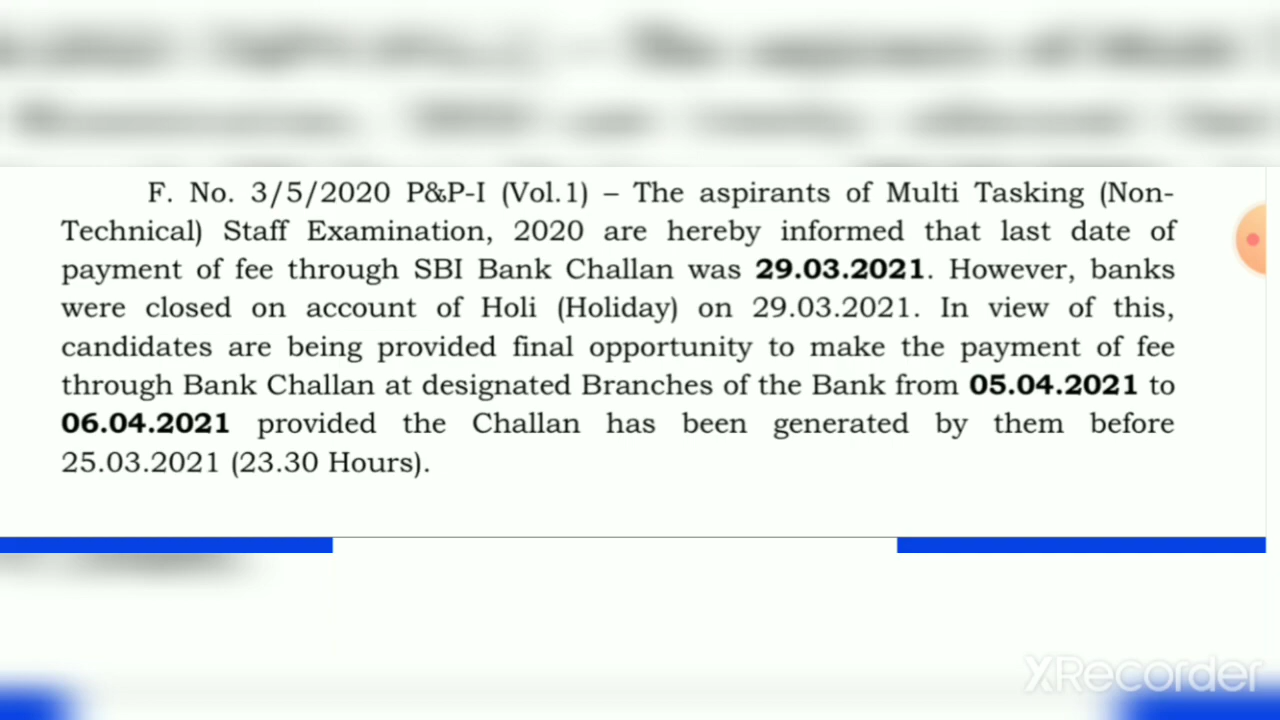 F. No. 3/5/2020 P&P-I (Vol.1) – The aspirants of Multi Tasking (Non-
Technical) Staff Examination, 2020 are hereby informed that last date of
payment of fee through SBI Bank Challan was 29.03.2021. However, banks
were closed on account of Holi (Holiday) on 29.03.2021. In view of this,
candidates are being provided final opportunity to make the payment of fee
through Bank Challan at designated Branches of the Bank from 05.04.2021 to
06.04.2021 provided the Challan has been generated by them before
25.03.2021 (23.30 Hours).
XRecorder